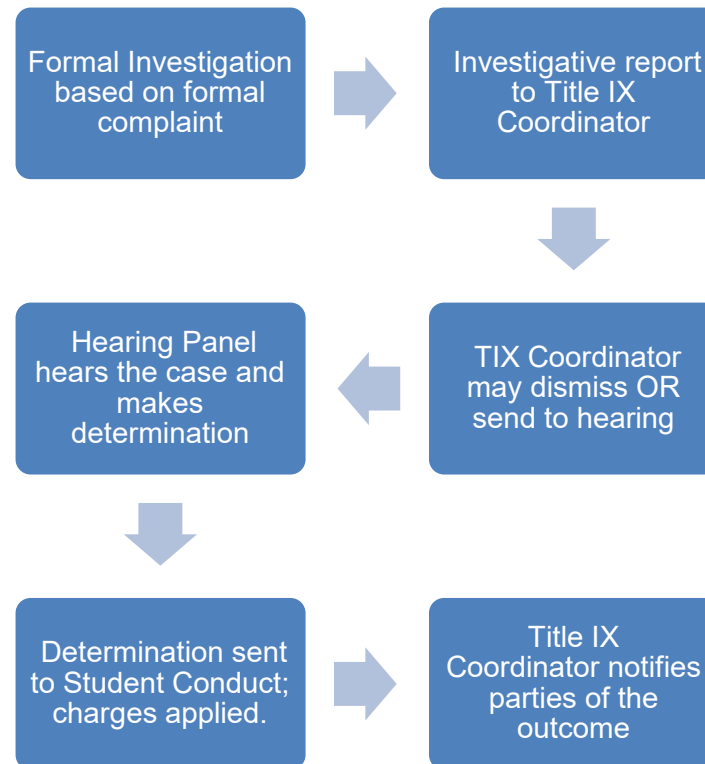 Formal Investigation
based on formal
complaint
Investigative report
to Title IX
Coordinator
TIX Coordinator
may dismiss OR
send to hearing
Hearing Panel
hears the case and
makes
determination
Determination sent
to Student Conduct;
charges applied.
Title IX
Coordinator notifies
parties of the
outcome